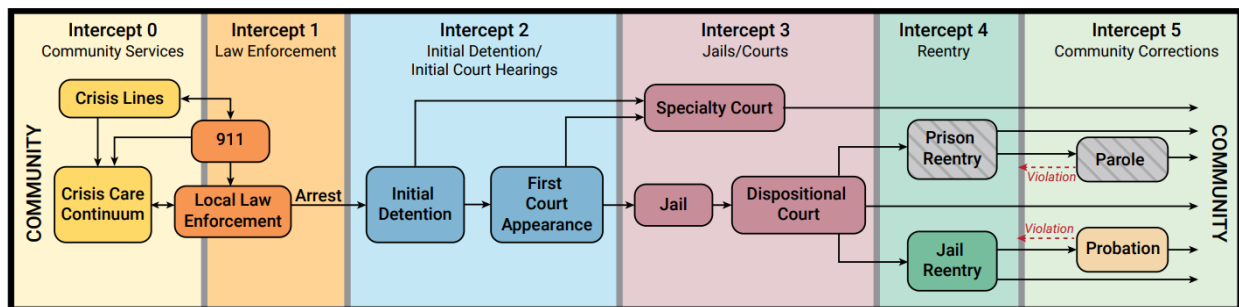 Intercept 0
Community Services
Intercept 1
Law Enforcement
Intercept 2
Initial Detention/
Initial Court Hearings
Intercept 3
Jails/Courts
Intercept 4
Reentry
Intercept 5
Community Corrections
COMMUNITY
Crisis Lines
911
Crisis Care
Continuum
Local Law
Enforcement
Arrest
Initial
Detention
First
Court
Appearance
Specialty Court
Jail
Dispositional
Court
Prison
Reentry
Violation
Parole
Jail
Reentry
Violation
Probation
COMMUNITY